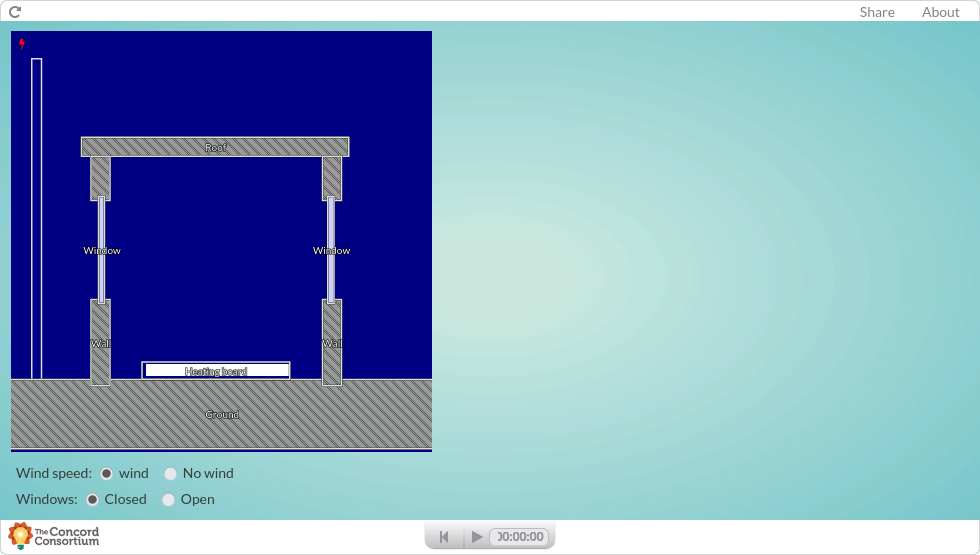 Share About
Roof
Window Window
Wall Wall
Heating board
Ground
Wind speed: wind No wind
Windows: Closed Open
The Concord
Consortium
00:00:00